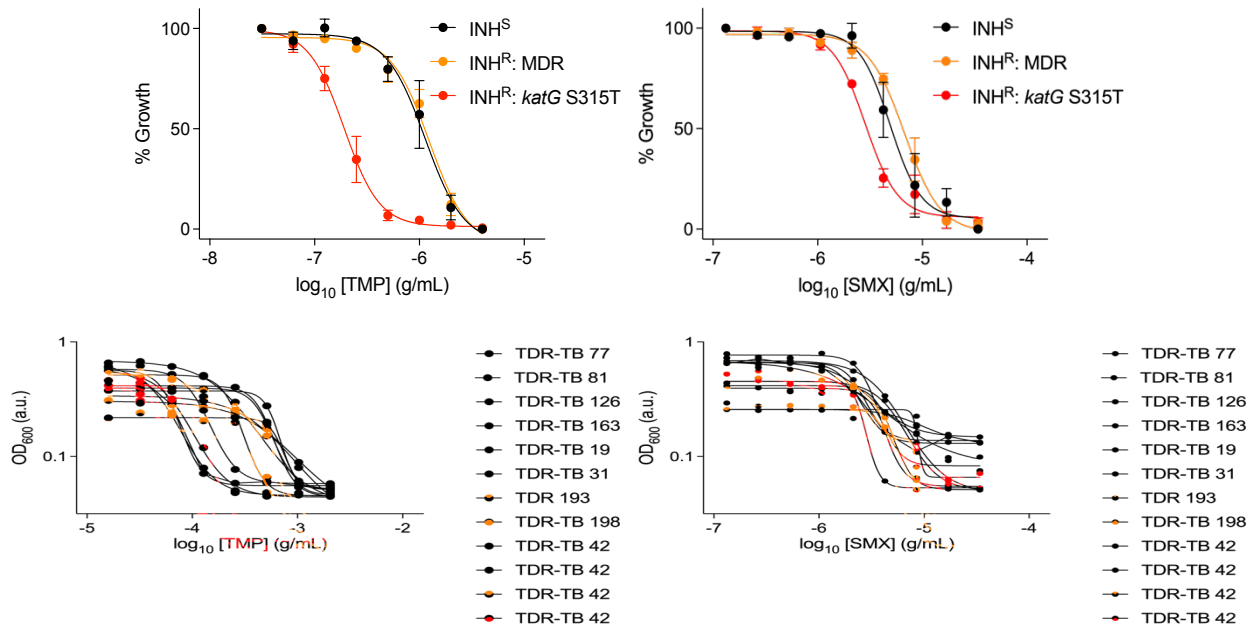 100
50
0
% Growth
-8
-7
-6
-5
log10 [TMP] (g/mL)
INH^S
INH^R: MDR
INH^R: katG S315T
100
50
0
% Growth
-7
-6
-5
-4
log10 [SMX] (g/mL)
INH^S
INH^R: MDR
INH^R: katG S315T
1
0.1
OD600 (a.u.)
-5
-4
-3
-2
log10 [TMP] (g/mL)
TDR-TB 77
TDR-TB 81
TDR-TB 126
TDR-TB 163
TDR-TB 19
TDR-TB 31
TDR 193
TDR-TB 198
TDR-TB 42
TDR-TB 42
TDR-TB 42
TDR-TB 42
1
0.1
OD600 (a.u.)
-7
-6
-5
-4
log10 [SMX] (g/mL)
TDR-TB 77
TDR-TB 81
TDR-TB 126
TDR-TB 163
TDR-TB 19
TDR-TB 31
TDR 193
TDR-TB 198
TDR-TB 42
TDR-TB 42
TDR-TB 42
TDR-TB 42